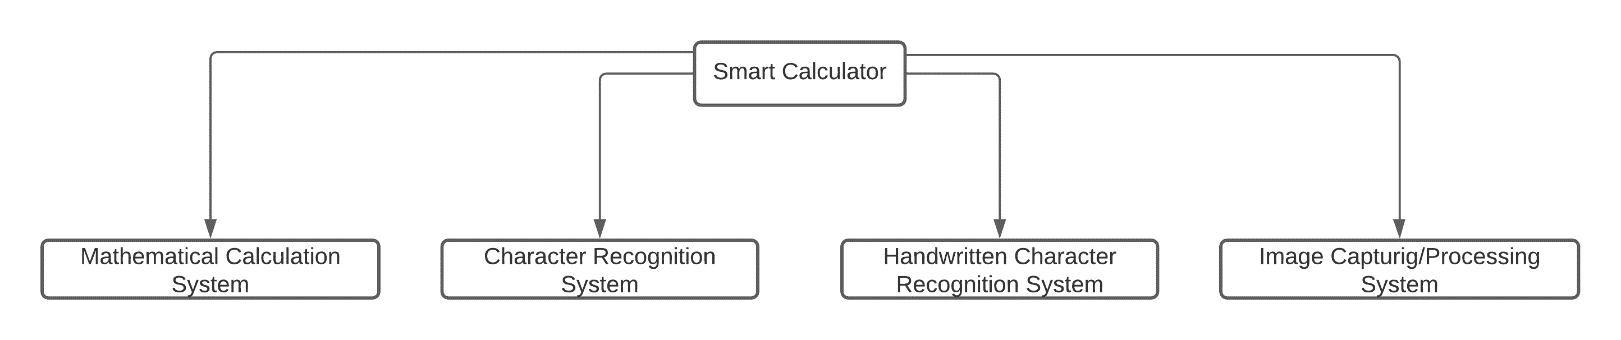 Smart Calculator
Mathematical Calculation
System
Character Recognition
System
Handwritten Character
Recognition System
Image Capturig/Processing
System